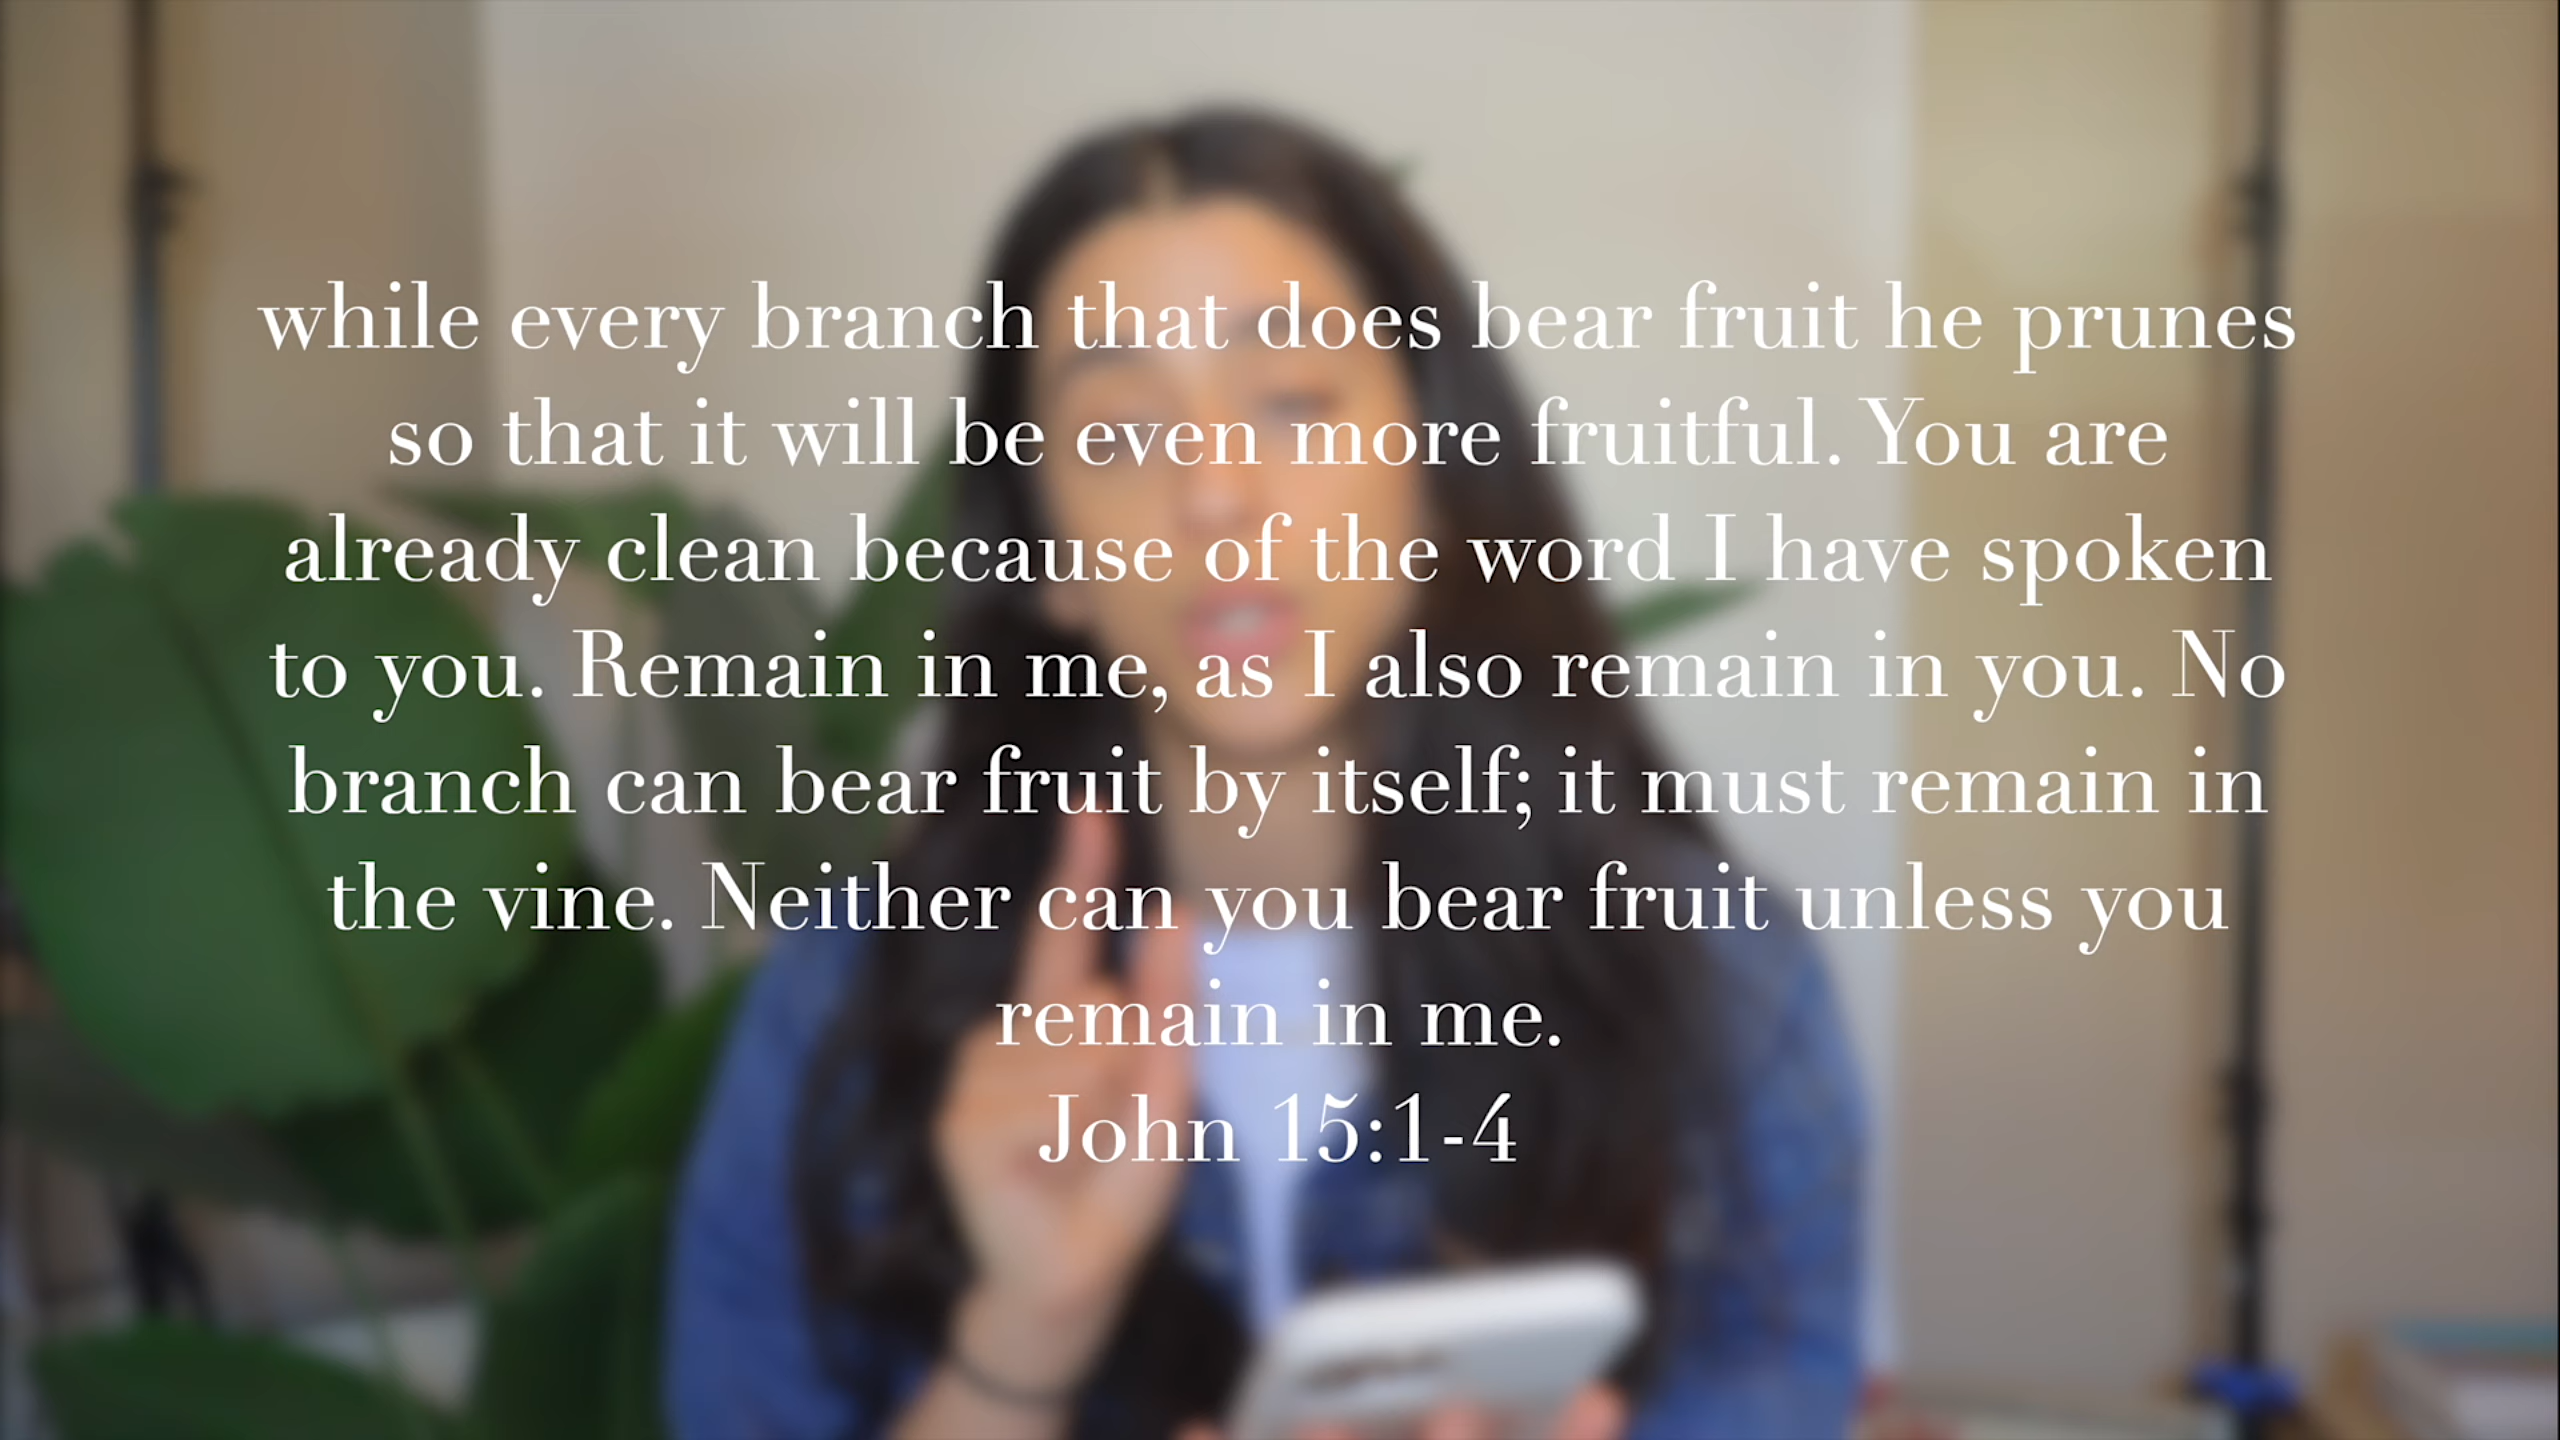 while every branch that does bear fruit he prunes
so that it will be even more fruitful. You are
already clean because of the word I have spoken
to you. Remain in me, as I also remain in you. No
branch can bear fruit by itself; it must remain in
the vine. Neither can you bear fruit unless you
remain in me.
John 15:1-4